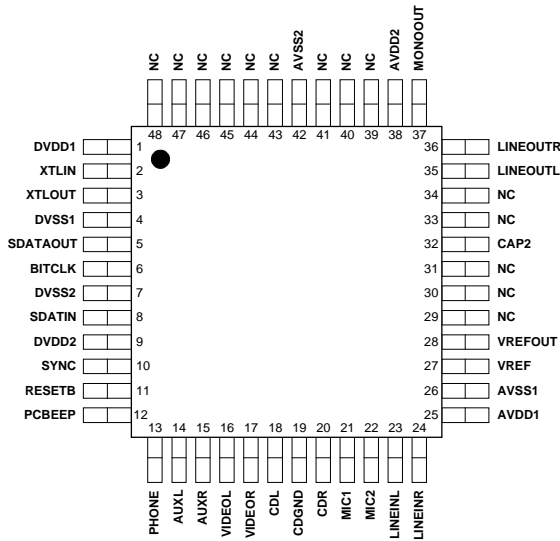 NC NC NC NC NC NC AVSS2 NC NC NC AVDD2 MONOOUT
48 47 46 45 44 43 42 41 40 39 38 37
DVDD1 1 36 LINEOUTR
XTLIN 2 35 LINEOUTL
XTLOUT 3 34 NC
DVSS1 4 33 NC
SDATAOUT 5 32 CAP2
BITCLK 6 31 NC
DVSS2 7 30 NC
SDATIN 8 29 NC
DVDD2 9 28 VREFOUT
SYNC 10 27 VREF
RESETB 11 26 AVSS1
PCBEEP 12 25 AVDD1
13 14 15 16 17 18 19 20 21 22 23 24
PHONE AUXL AUXR VIDEOL VIDEOR CDL CDGND CDR MIC1 MIC2 LINEINL LINEINR